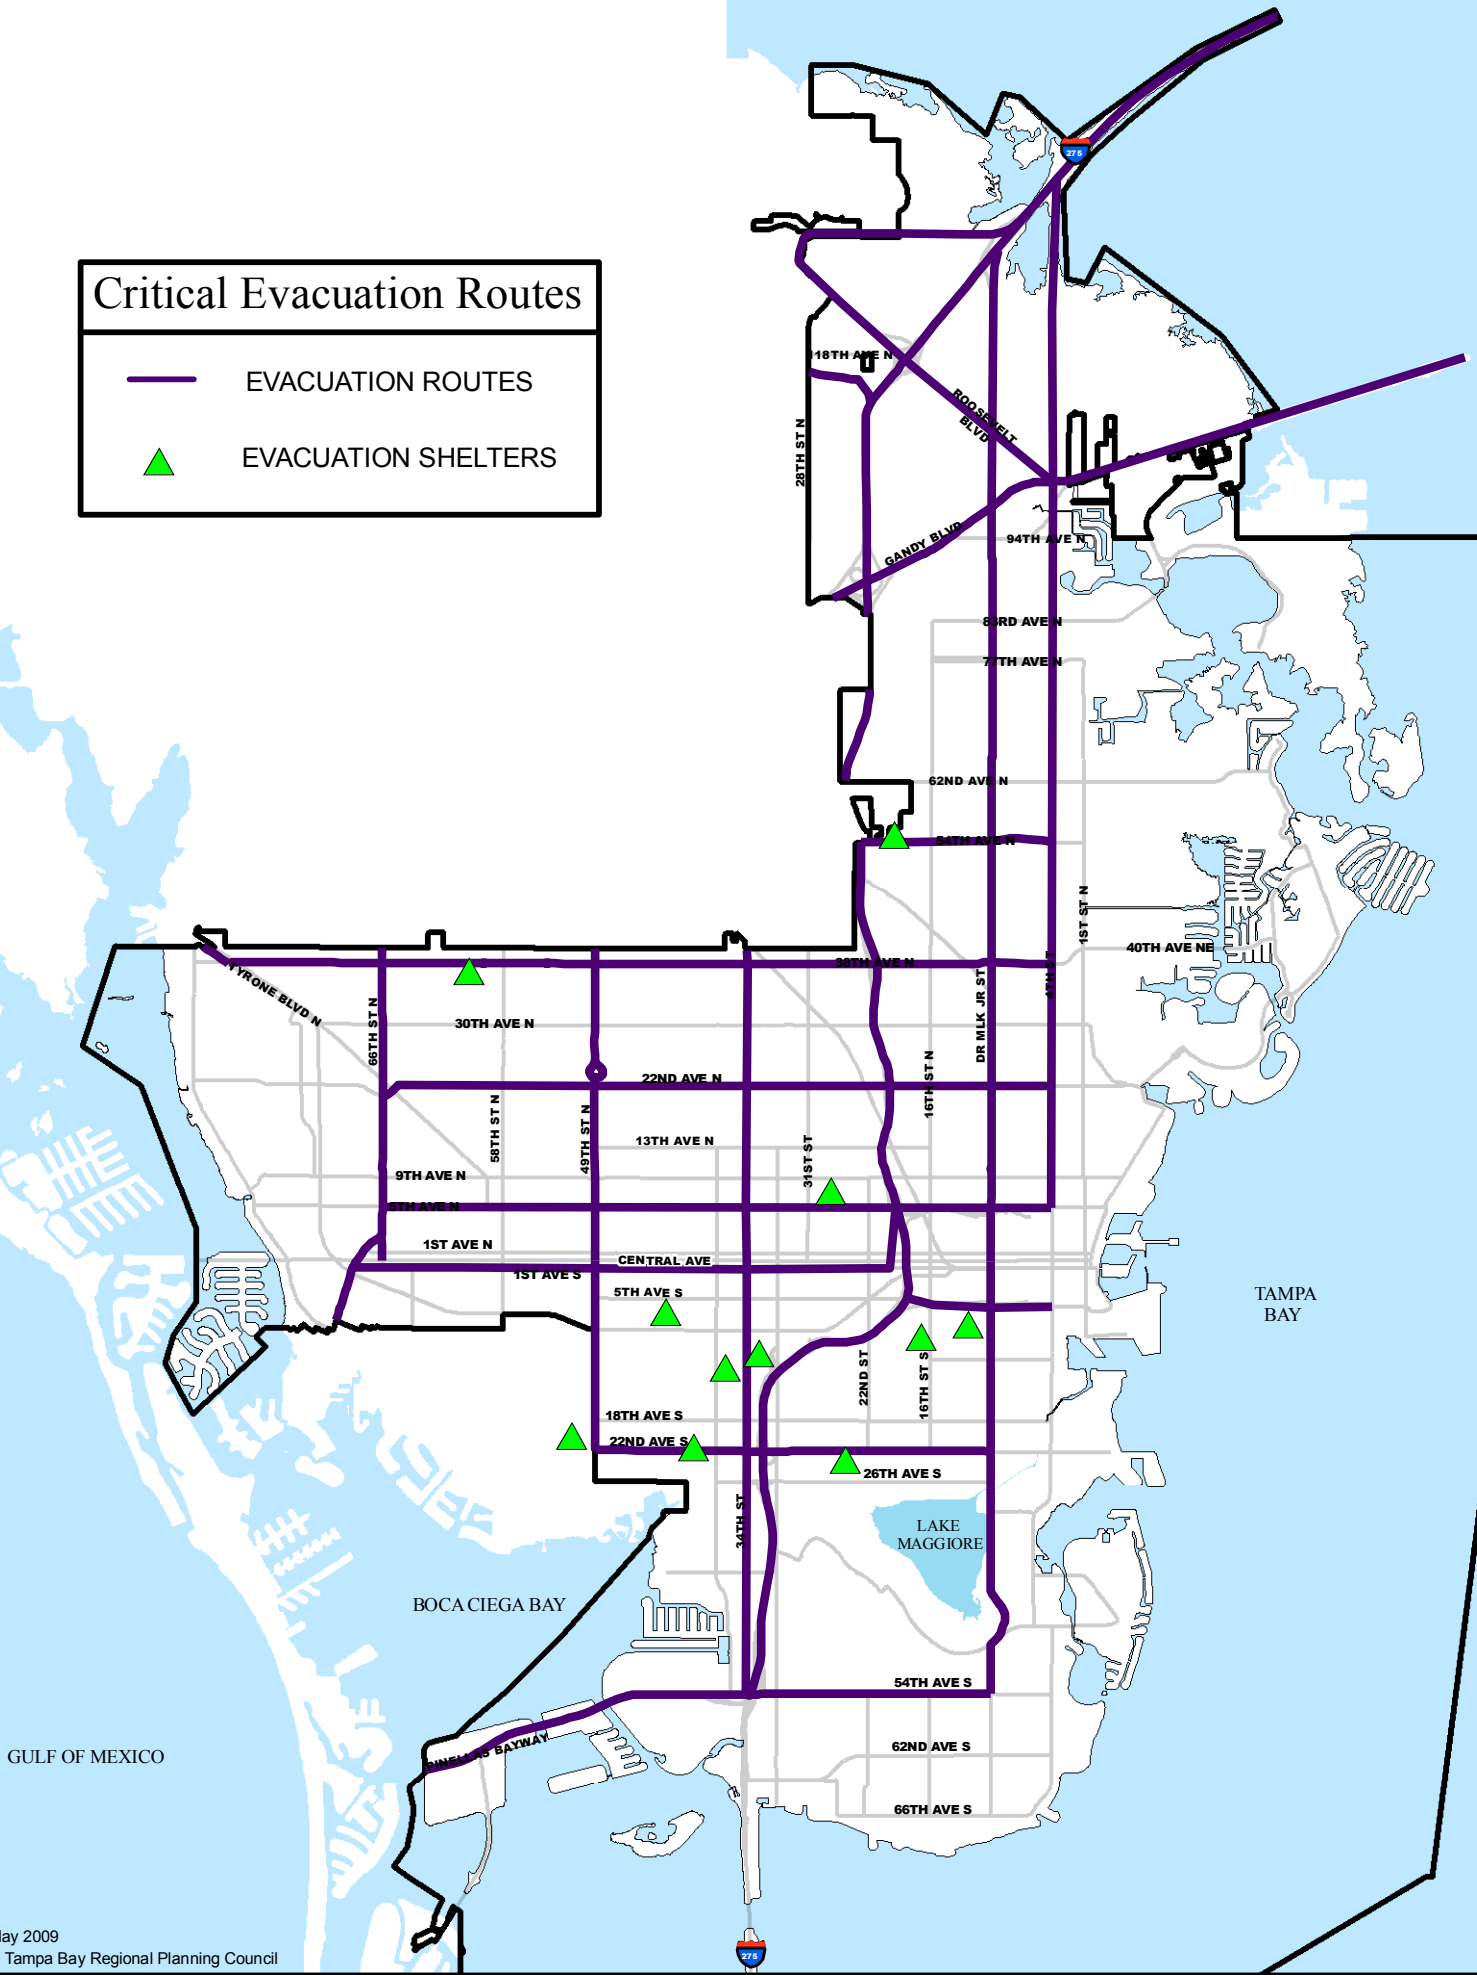 275
Critical Evacuation Routes
EVACUATION ROUTES
EVACUATION SHELTERS
118TH AVE N
ROOSEVELT
BLVD
28TH ST N
GANDY BLVD
94TH AVE N
83RD AVE N
77TH AVE N
62ND AVE N
54TH AVE N
1ST ST N
40TH AVE NE
38TH AVE N
4TH ST
DR MLK JR ST
TYRONE BLVD N
66TH ST N
30TH AVE N
22ND AVE N
16TH ST N
58TH ST N
49TH ST N
13TH AVE N
31ST ST
9TH AVE N
5TH AVE N
1ST AVE N
CENTRAL AVE
1ST AVE S
5TH AVE S
TAMPA
BAY
22ND ST
16TH ST S
18TH AVE S
22ND AVE S
26TH AVE S
34TH ST
LAKE
MAGGIORE
BOCA CIEGA BAY
54TH AVE S
PINELLAS BAYWAY
62ND AVE S
GULF OF MEXICO
66TH AVE S
2009
Tampa Bay Regional Planning Council
275